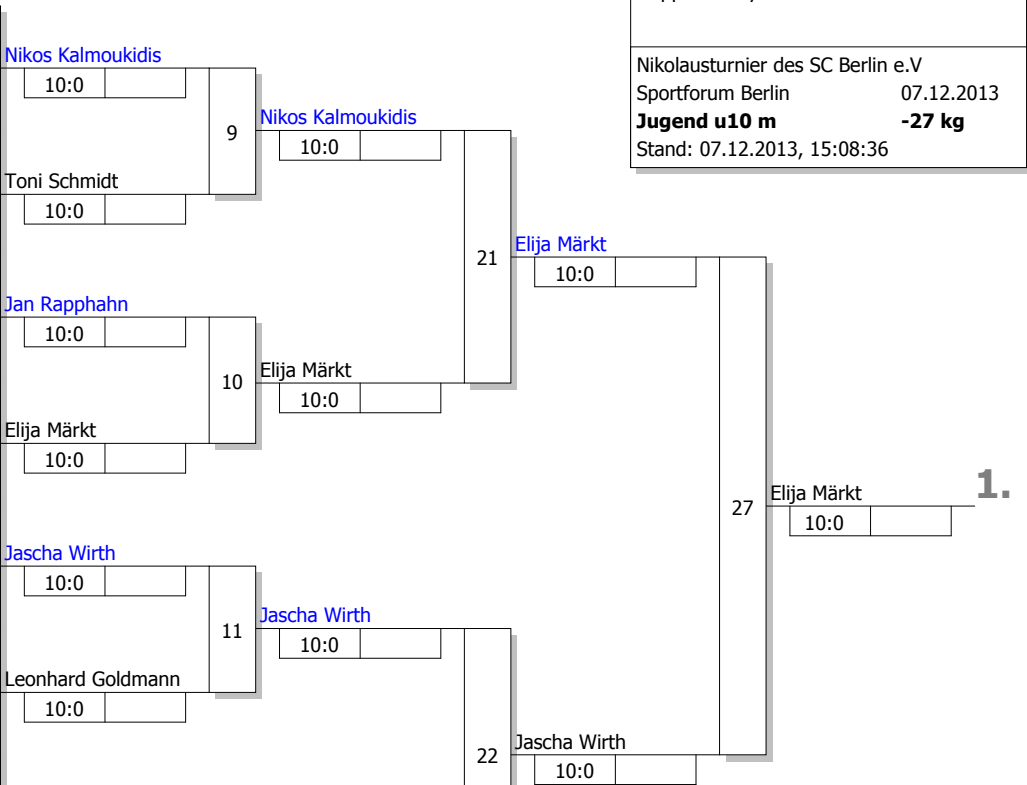 Nikolausturnier des SC Berlin e.V
Sportforum Berlin 07.12.2013
Jugend u10 m -27 kg
Stand: 07.12.2013, 15:08:36
Nikos Kalmoukidis
10:0
9
Nikos Kalmoukidis
10:0
Toni Schmidt
10:0
21
Elija Märkt
10:0
Jan Rapphahn
10:0
10
Elija Märkt
10:0
Elija Märkt
10:0
27
Elija Märkt
1.
10:0
Jascha Wirth
10:0
11
Jascha Wirth
10:0
Leonhard Goldmann
10:0
22
Jascha Wirth
10:0